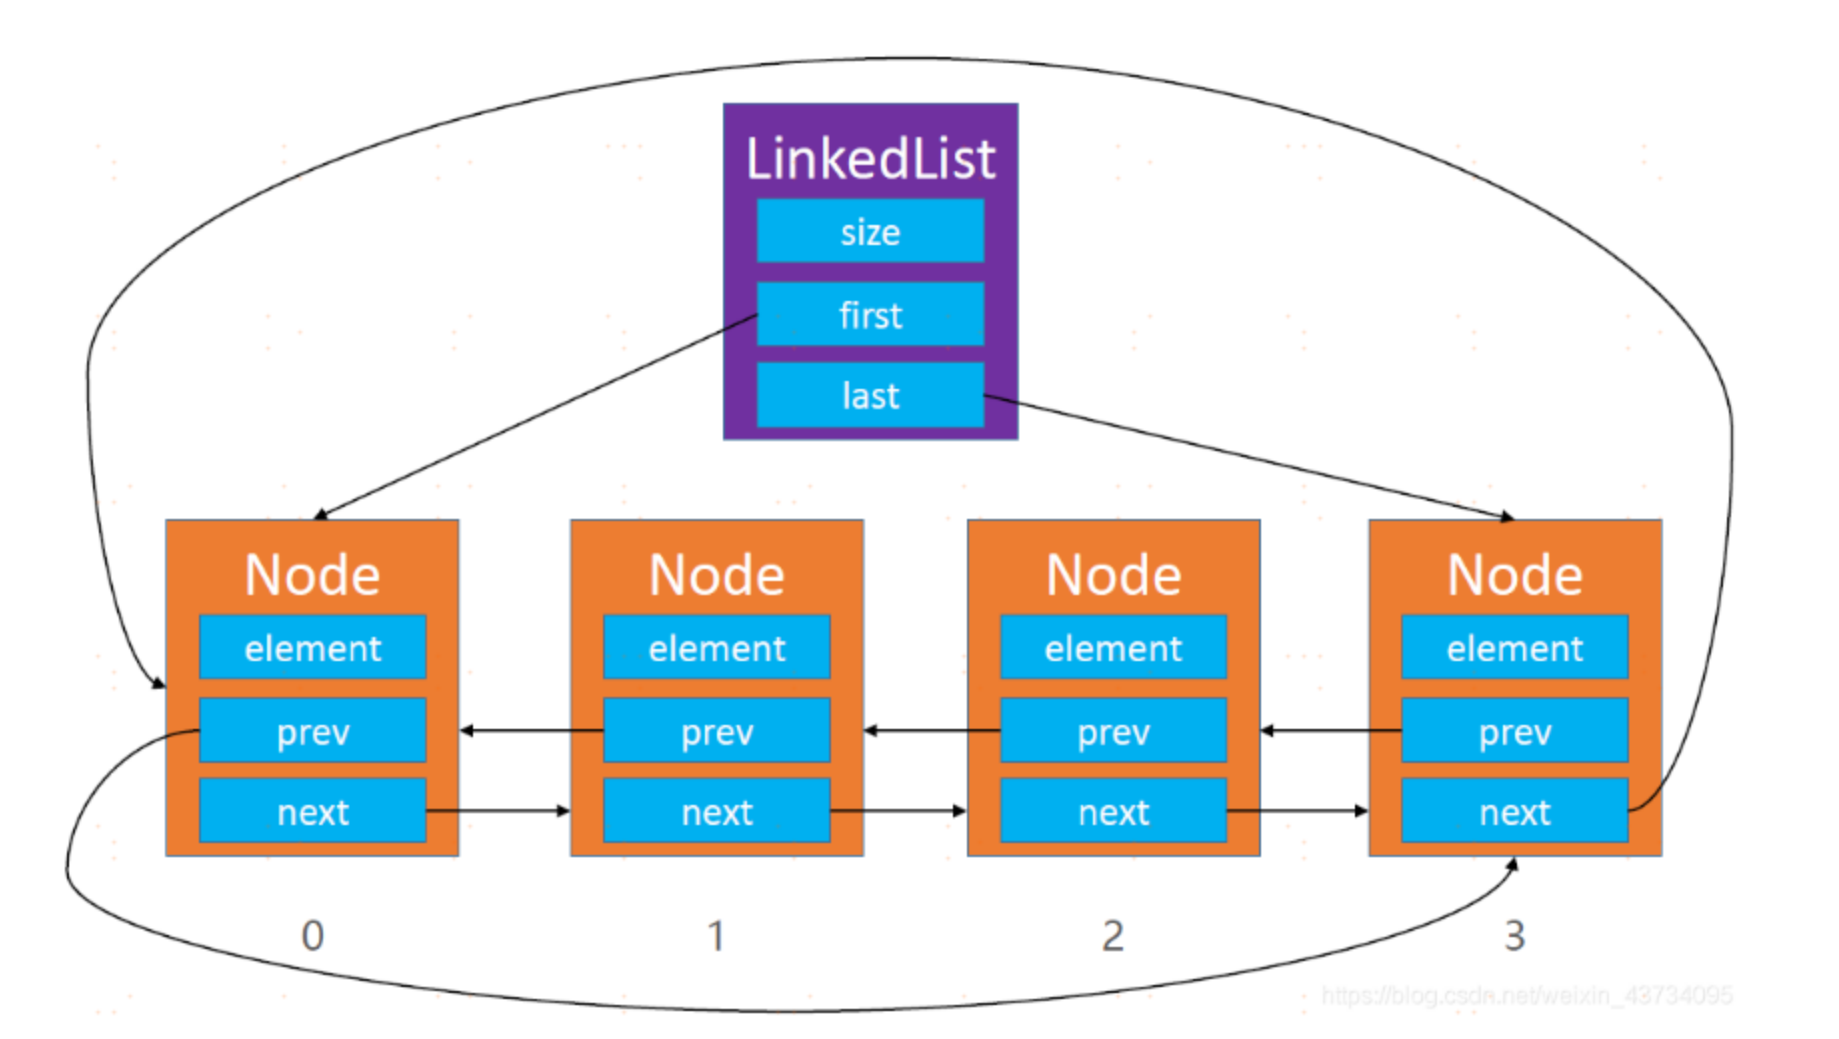 LinkedList
size
first
last
Node
element
prev
next
Node
element
prev
next
Node
element
prev
next
Node
element
prev
next
0
1
2
3
https://blog.csdn.net/weixin_43734095